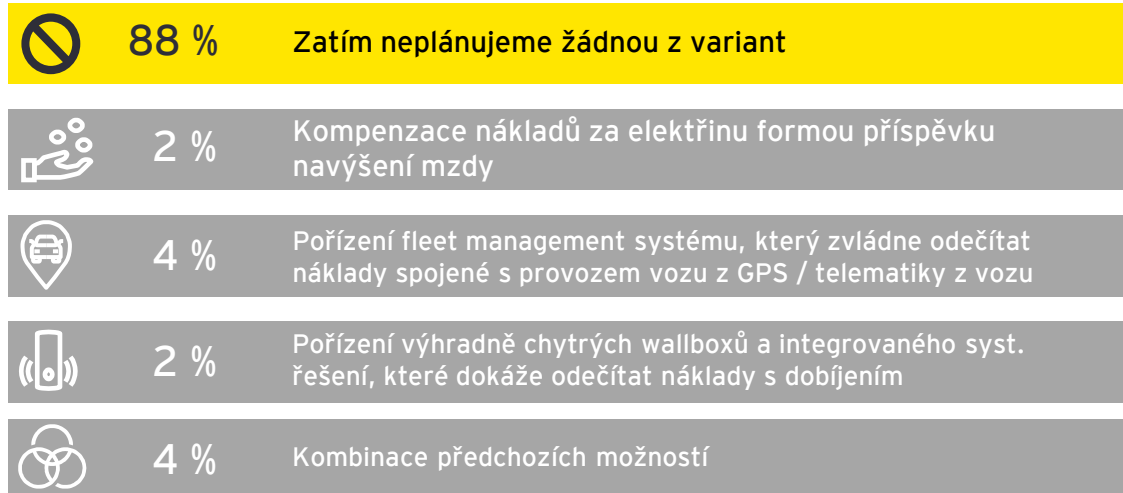 88 % Zatím neplánujeme žádnou z variant
2 % Kompenzace nákladů za elektřinu formou příspěvku
navýšení mzdy
4 % Pořízení fleet management systému, který zvládne odečítat
náklady spojené s provozem vozu z GPS / telematiky z vozu
2 % Pořízení výhradně chytrých wallboxů a integrovaného syst.
řešení, které dokáže odečítat náklady s dobíjením
4 % Kombinace předchozích možností